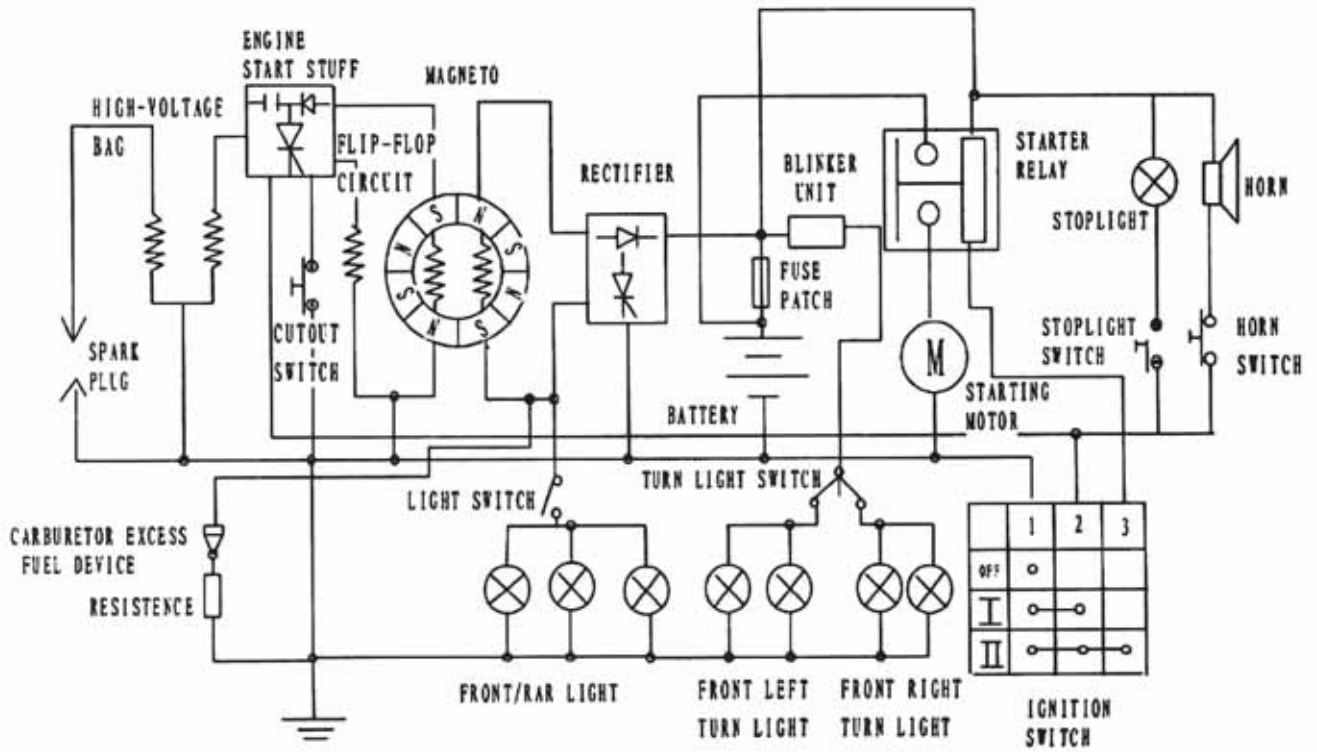 ENGINE
START STUFF
MAGNETO
HIGH-VOLTAGE
BAG
FLIP-FLOP
CIRCUIT
RECTIFIER
BLINKER
UNIT
STARTER
RELAY
HORN
STOPLIGHT
S
N
N
S
S
N
N
S
FUSE
PATCH
CUTOUT
SWITCH
SPARK
PLLG
M
STOPLIGHT
SWITCH
HORN
SWITCH
STARTING
MOTOR
BATTERY
LIGHT SWITCH
TURN LIGHT SWITCH
CARBURETOR EXCESS
FUEL DEVICE
RESISTENCE
1 2 3
OFF
I
II
FRONT/RAR LIGHT
FRONT LEFT
TURN LIGHT
FRONT RIGHT
TURN LIGHT
IGNITION
SWITCH